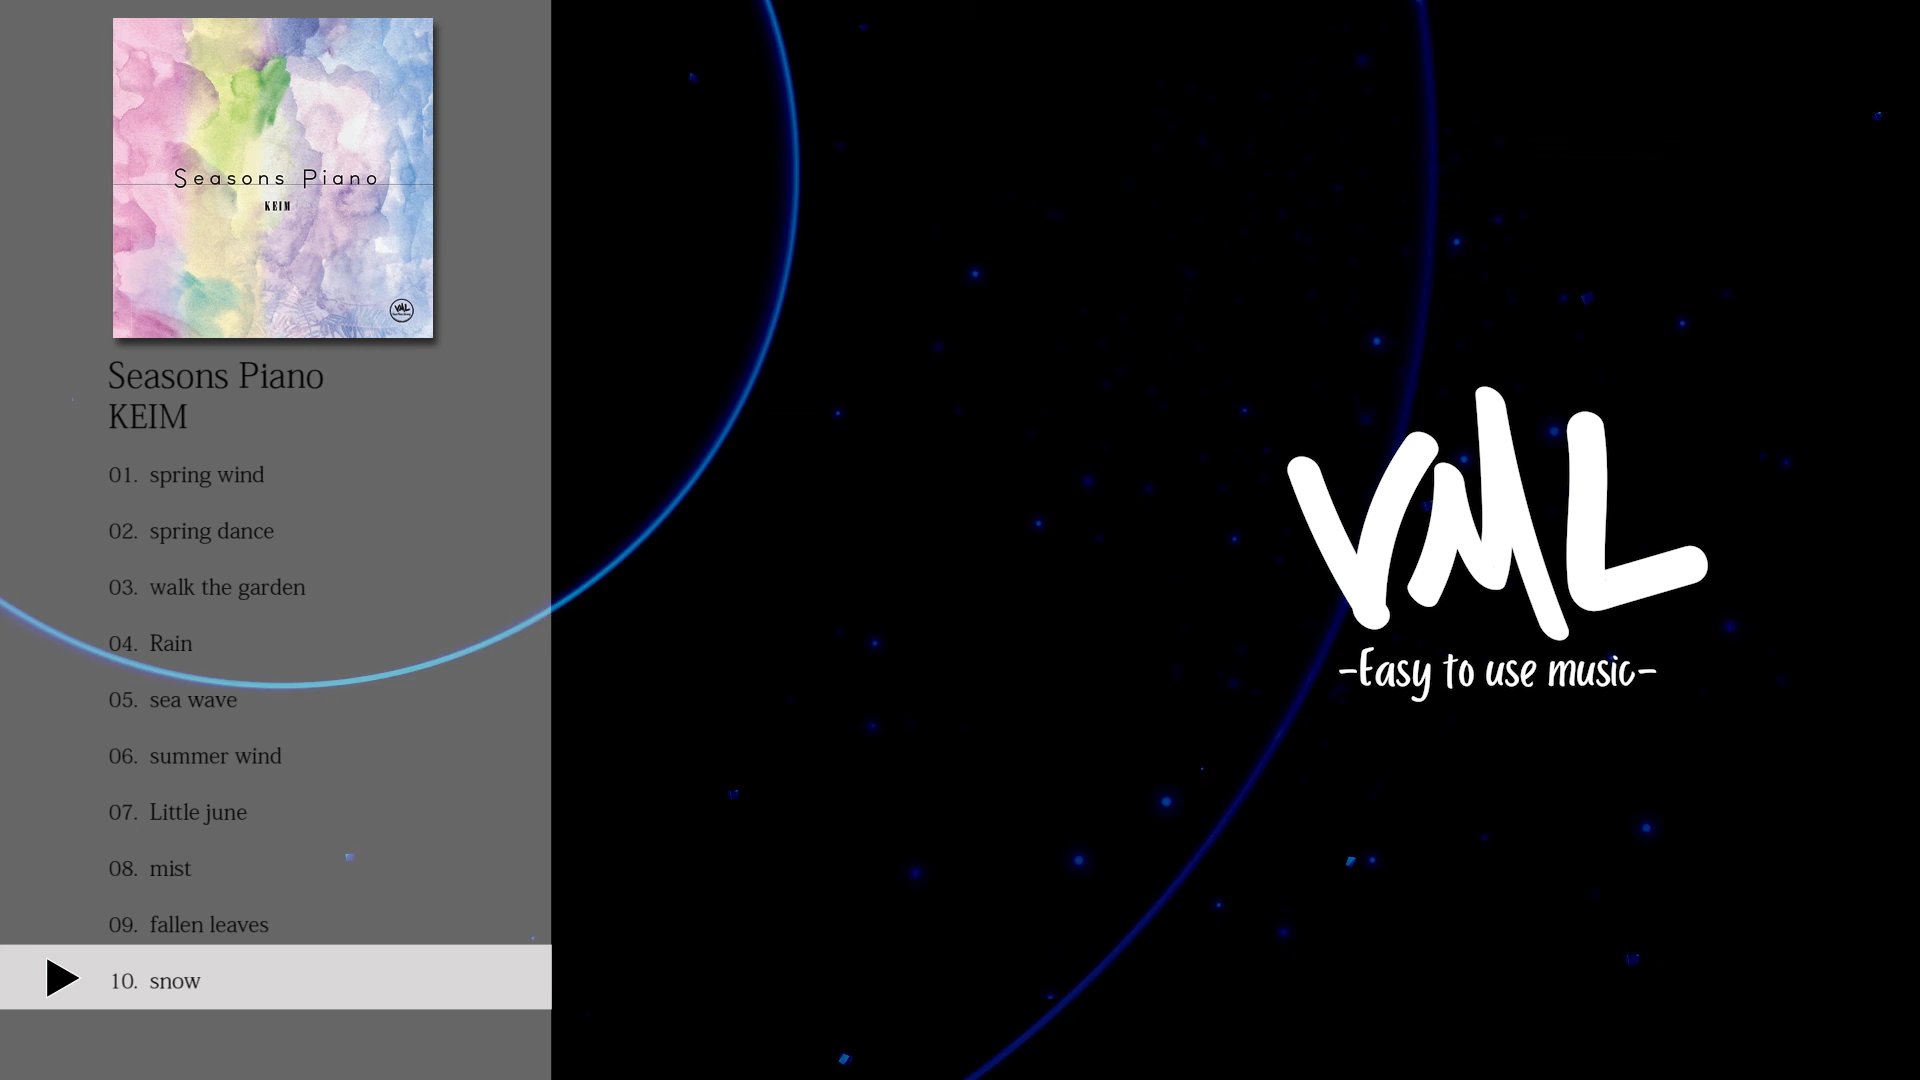 Seasons Piano
KEIM
VML
Seasons Piano
KEIM
01. spring wind
02. spring dance
03. walk the garden
04. Rain
05. sea wave
06. summer wind
07. Little june
08. mist
09. fallen leaves
10. snow
VML
-Easy to use music-